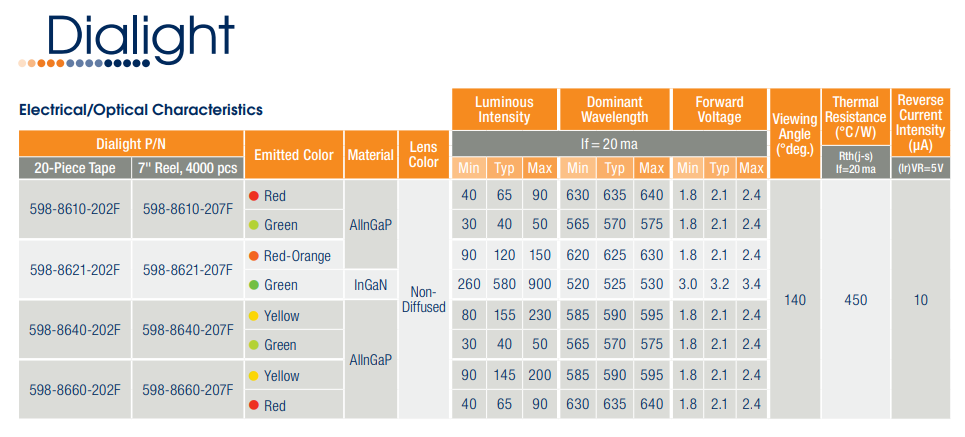 Dialight
Electrical/Optical Characteristics
Luminous Intensity Dominant Wavelength Forward Voltage Viewing Angle (°deg.) Thermal Resistance (°C/W) Reverse Current Intensity (µA)
Dialight P/N Emitted Color Material Lens Color If = 20 ma Rth(j-s) If=20 ma (Ir) VR=5V
20-Piece Tape 7" Reel, 4000 pcs Min Typ Max Min Typ Max Min Typ Max
598-8610-202F 598-8610-207F Red AlInGaP Non-Diffused 40 65 90 630 635 640 1.8 2.1 2.4 140 450 10
Green 30 40 50 565 570 575 1.8 2.1 2.4
598-8621-202F 598-8621-207F Red-Orange 90 120 150 620 625 630 1.8 2.1 2.4
Green InGaN 260 580 900 520 525 530 3.0 3.2 3.4
598-8640-202F 598-8640-207F Yellow AlInGaP 80 155 230 585 590 595 1.8 2.1 2.4
Green 30 40 50 565 570 575 1.8 2.1 2.4
598-8660-202F 598-8660-207F Yellow 90 145 200 585 590 595 1.8 2.1 2.4
Red 40 65 90 630 635 640 1.8 2.1 2.4